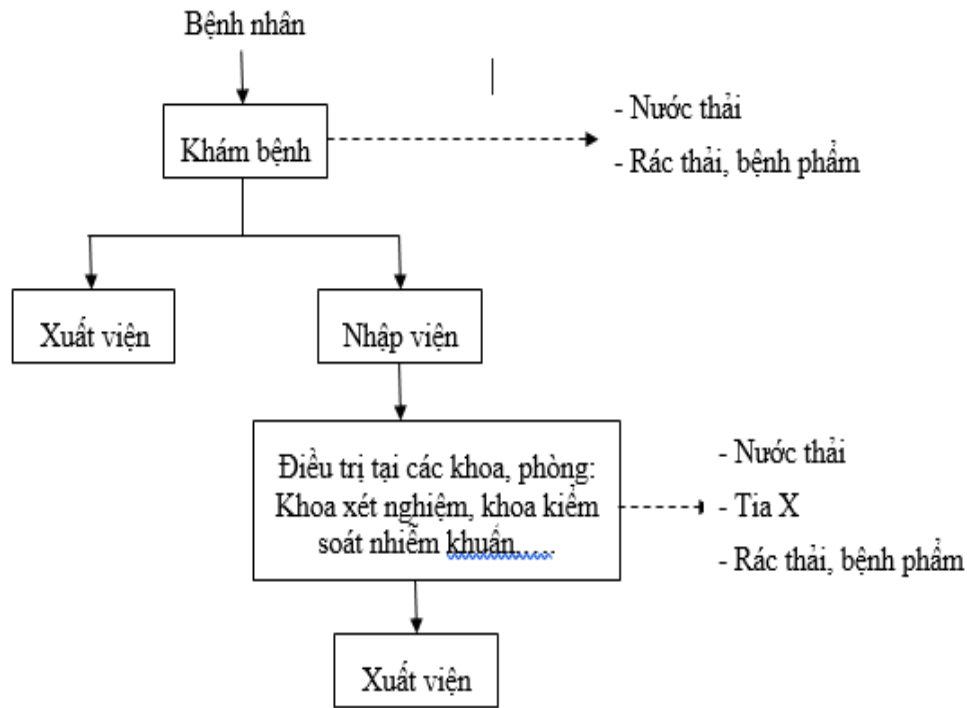 Bệnh nhân
Khám bệnh
- Nước thải
- Rác thải, bệnh phẩm
Xuất viện
Nhập viện
Điều trị tại các khoa, phòng:
Khoa xét nghiệm, khoa kiểm
soát nhiễm khuẩn,….
- Nước thải
- Tia X
- Rác thải, bệnh phẩm
Xuất viện